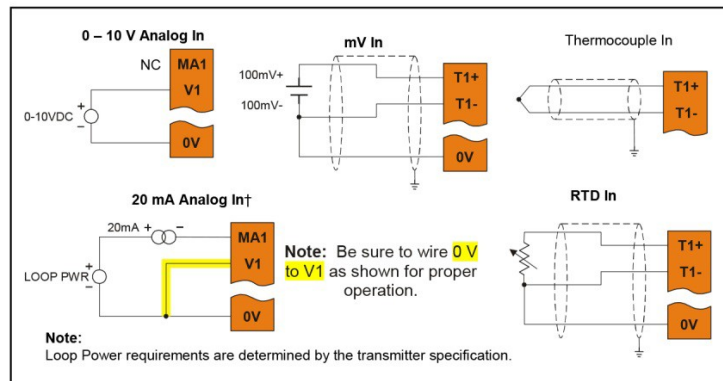 0 – 10 V Analog In
NC
MA1
V1
0-10VDC
+
−
0V
mV In
100mV+
100mV-
T1+
T1-
0V
Thermocouple In
T1+
T1-
20 mA Analog In†
20mA + −
MA1
V1
LOOP PWR
+
−
0V
Note: Be sure to wire 0 V
to V1 as shown for proper
operation.
RTD In
T1+
T1-
0V
Note:
Loop Power requirements are determined by the transmitter specification.